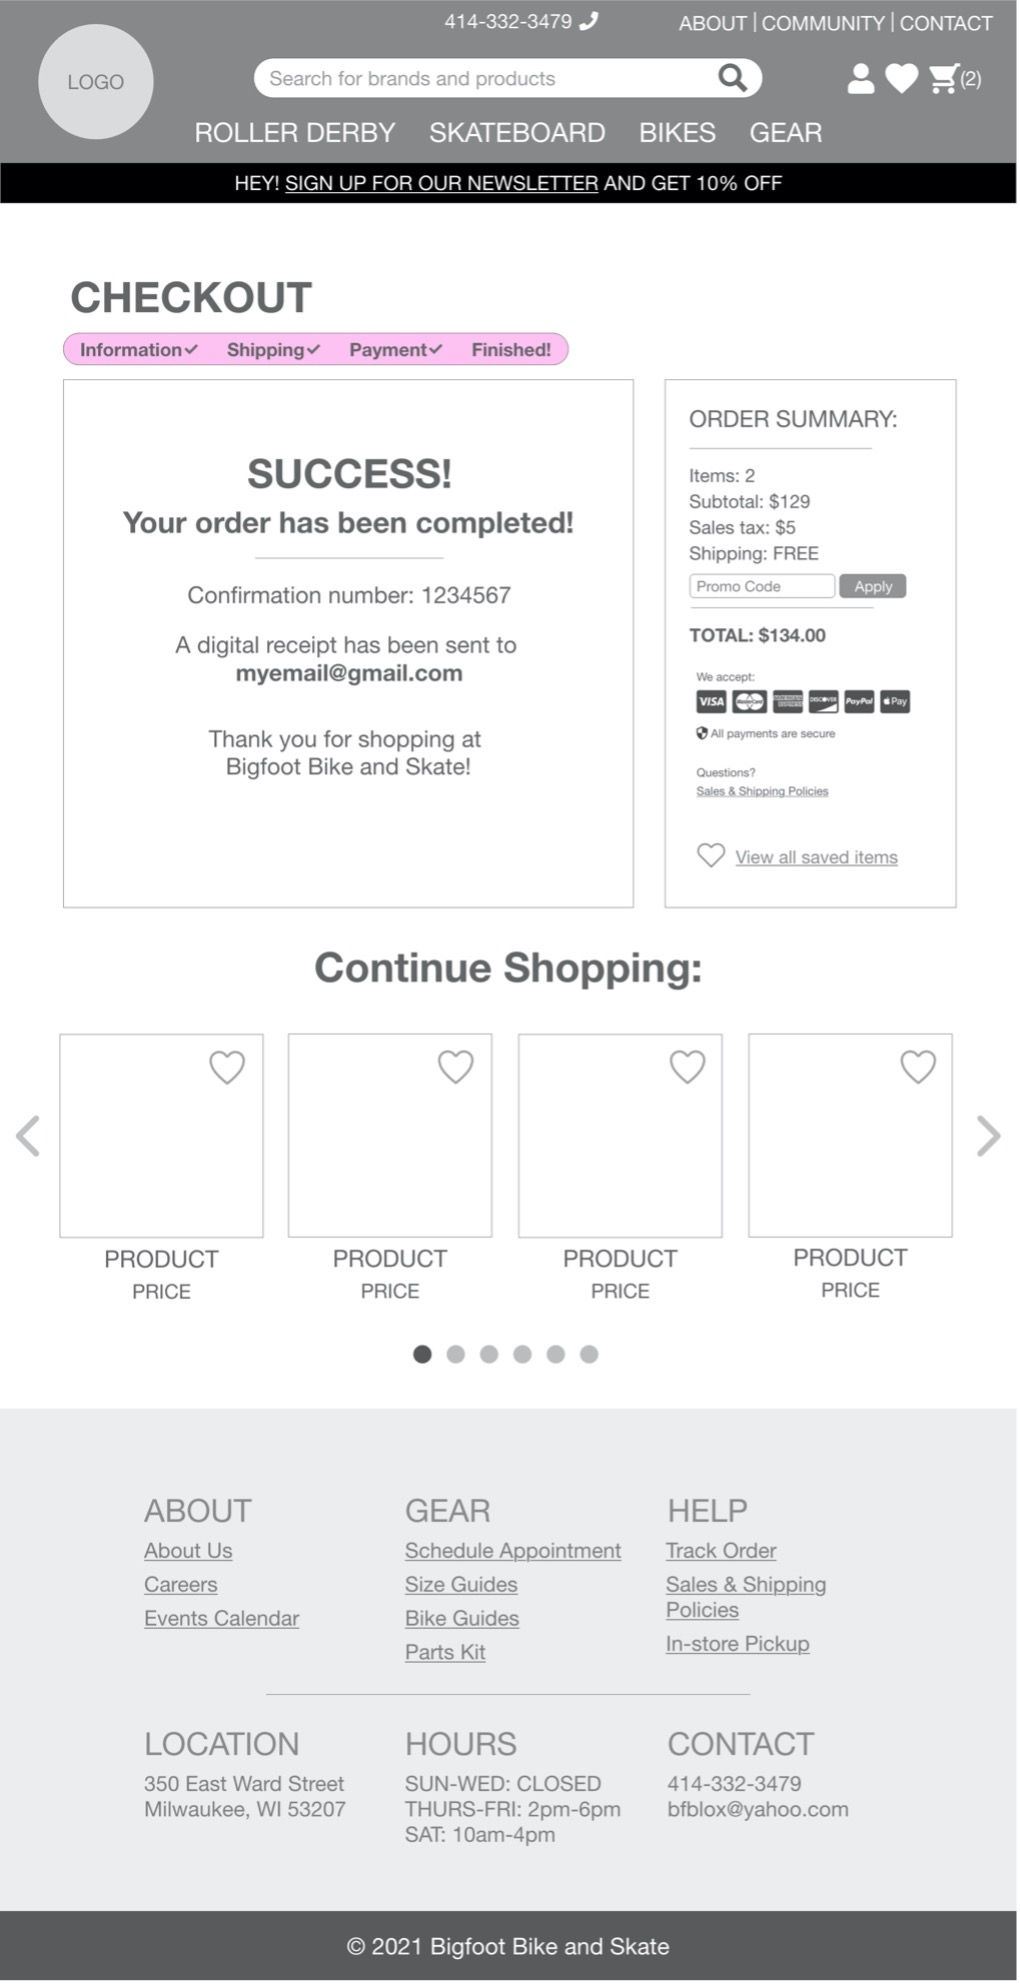 414-332-3479
ABOUT | COMMUNITY | CONTACT
LOGO
Search for brands and products
(2)
ROLLER DERBY SKATEBOARD BIKES GEAR
HEY! SIGN UP FOR OUR NEWSLETTER AND GET 10% OFF
CHECKOUT
Information Shipping Payment Finished!
SUCCESS!
Your order has been completed!
Confirmation number: 1234567
A digital receipt has been sent to
myemail@gmail.com
Thank you for shopping at
Bigfoot Bike and Skate!
ORDER SUMMARY:
Items: 2
Subtotal: $129
Sales tax: $5
Shipping: FREE
Promo Code Apply
TOTAL: $134.00
We accept:
VISA MasterCard AMERICAN EXPRESS DISCOVER PayPal Pay
All payments are secure
Questions?
Sales & Shipping Policies
View all saved items
Continue Shopping:
PRODUCT PRODUCT PRODUCT PRODUCT
PRICE PRICE PRICE PRICE
ABOUT
About Us
Careers
Events Calendar
GEAR
Schedule Appointment
Size Guides
Bike Guides
Parts Kit
HELP
Track Order
Sales & Shipping
Policies
In-store Pickup
LOCATION
350 East Ward Street
Milwaukee, WI 53207
HOURS
SUN-WED: CLOSED
THURS-FRI: 2pm-6pm
SAT: 10am-4pm
CONTACT
414-332-3479
bfblox@yahoo.com
© 2021 Bigfoot Bike and Skate